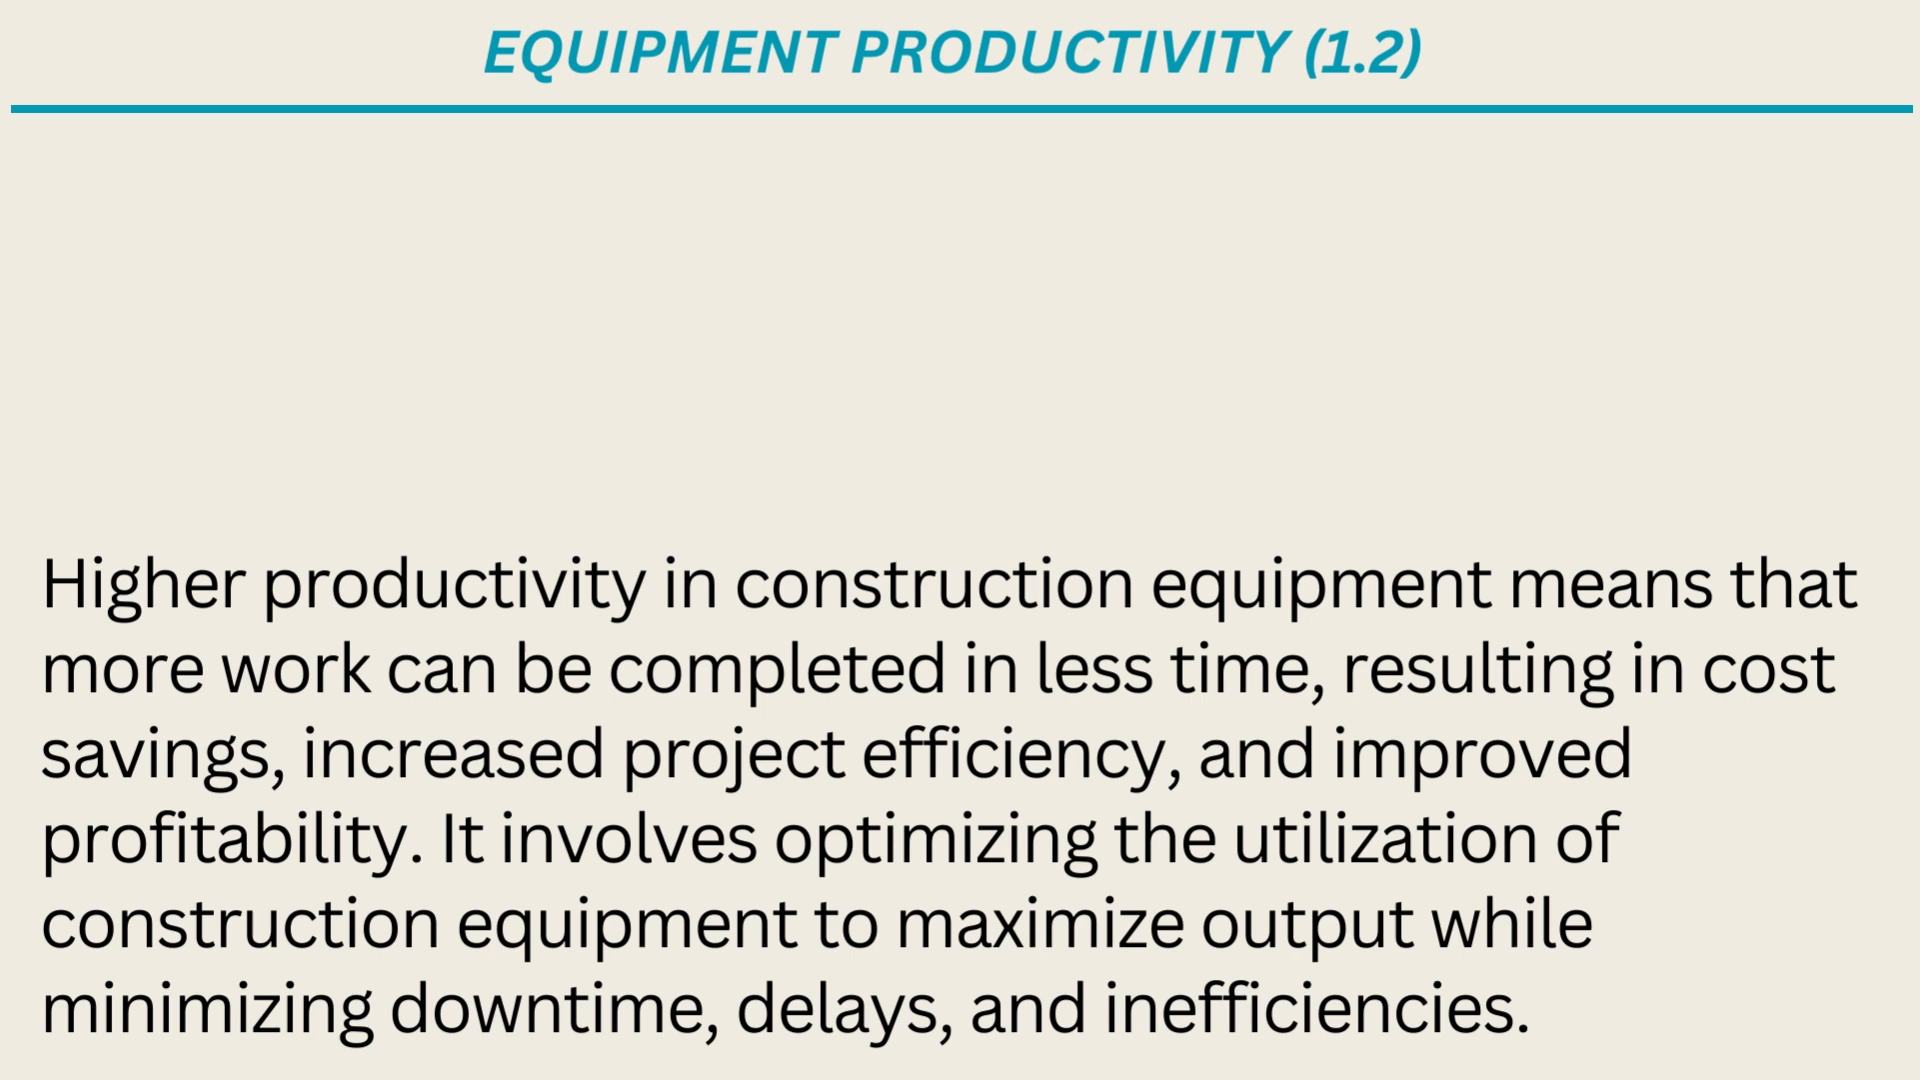 EQUIPMENT PRODUCTIVITY (1.2)
Higher productivity in construction equipment means that
more work can be completed in less time, resulting in cost
savings, increased project efficiency, and improved
profitability. It involves optimizing the utilization of
construction equipment to maximize output while
minimizing downtime, delays, and inefficiencies.